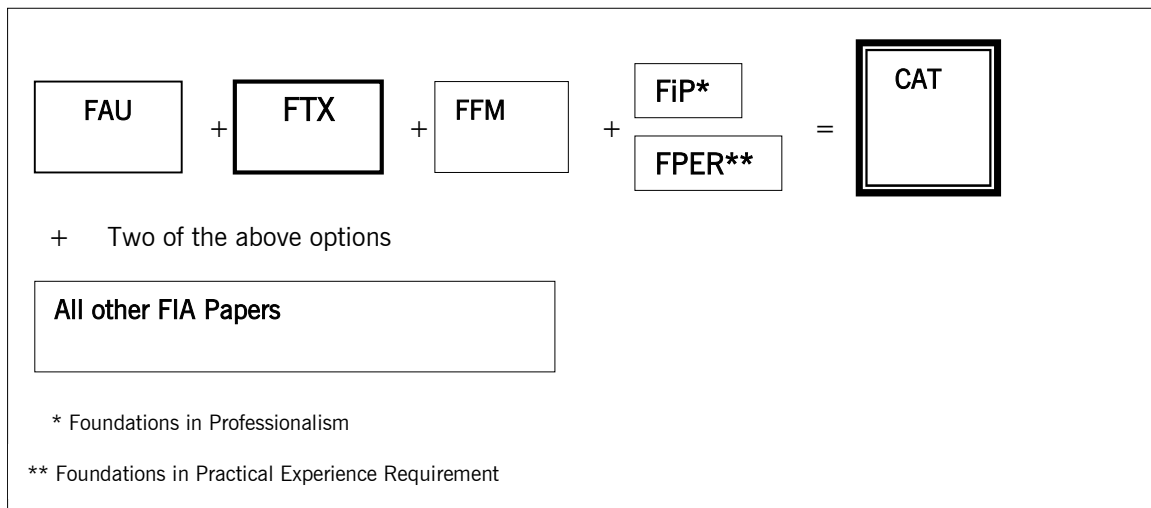 FAU + FTX + FFM + FiP* = CAT
FPER**
+ Two of the above options
All other FIA Papers
* Foundations in Professionalism
** Foundations in Practical Experience Requirement